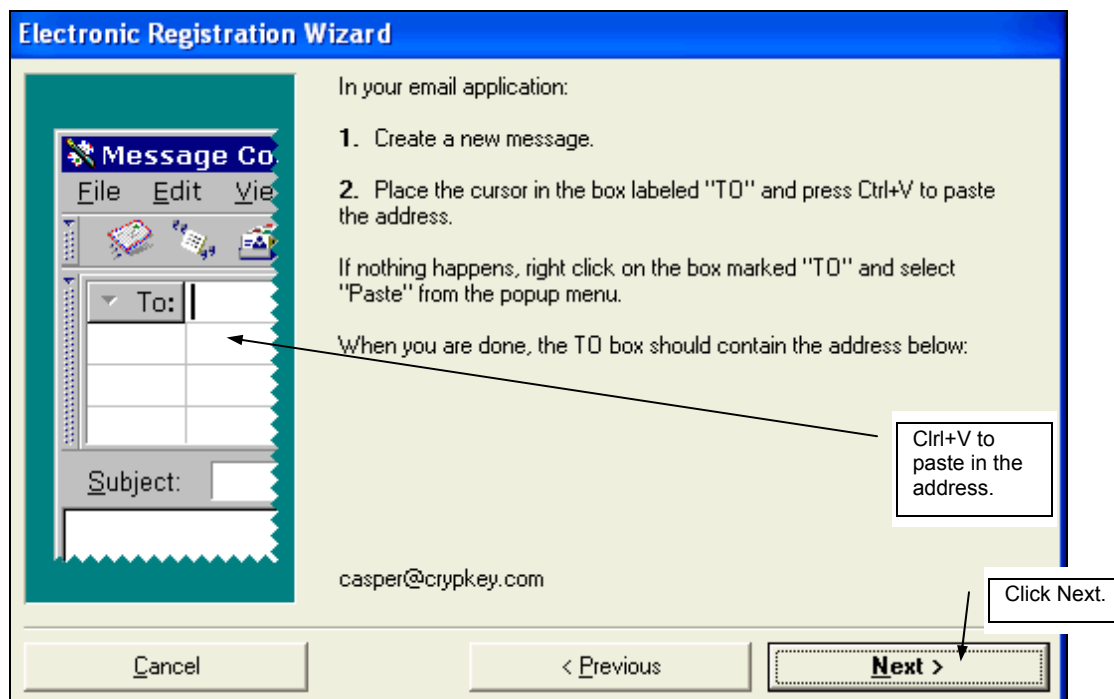 Electronic Registration Wizard
Message Co
File Edit Vie
To:
Subject:
In your email application:
1. Create a new message.
2. Place the cursor in the box labeled "TO" and press Ctrl+V to paste
the address.
If nothing happens, right click on the box marked "TO" and select
"Paste" from the popup menu.
When you are done, the TO box should contain the address below:
Clrl+V to
paste in the
address.
casper@crypkey.com
Click Next.
Cancel
< Previous
Next >